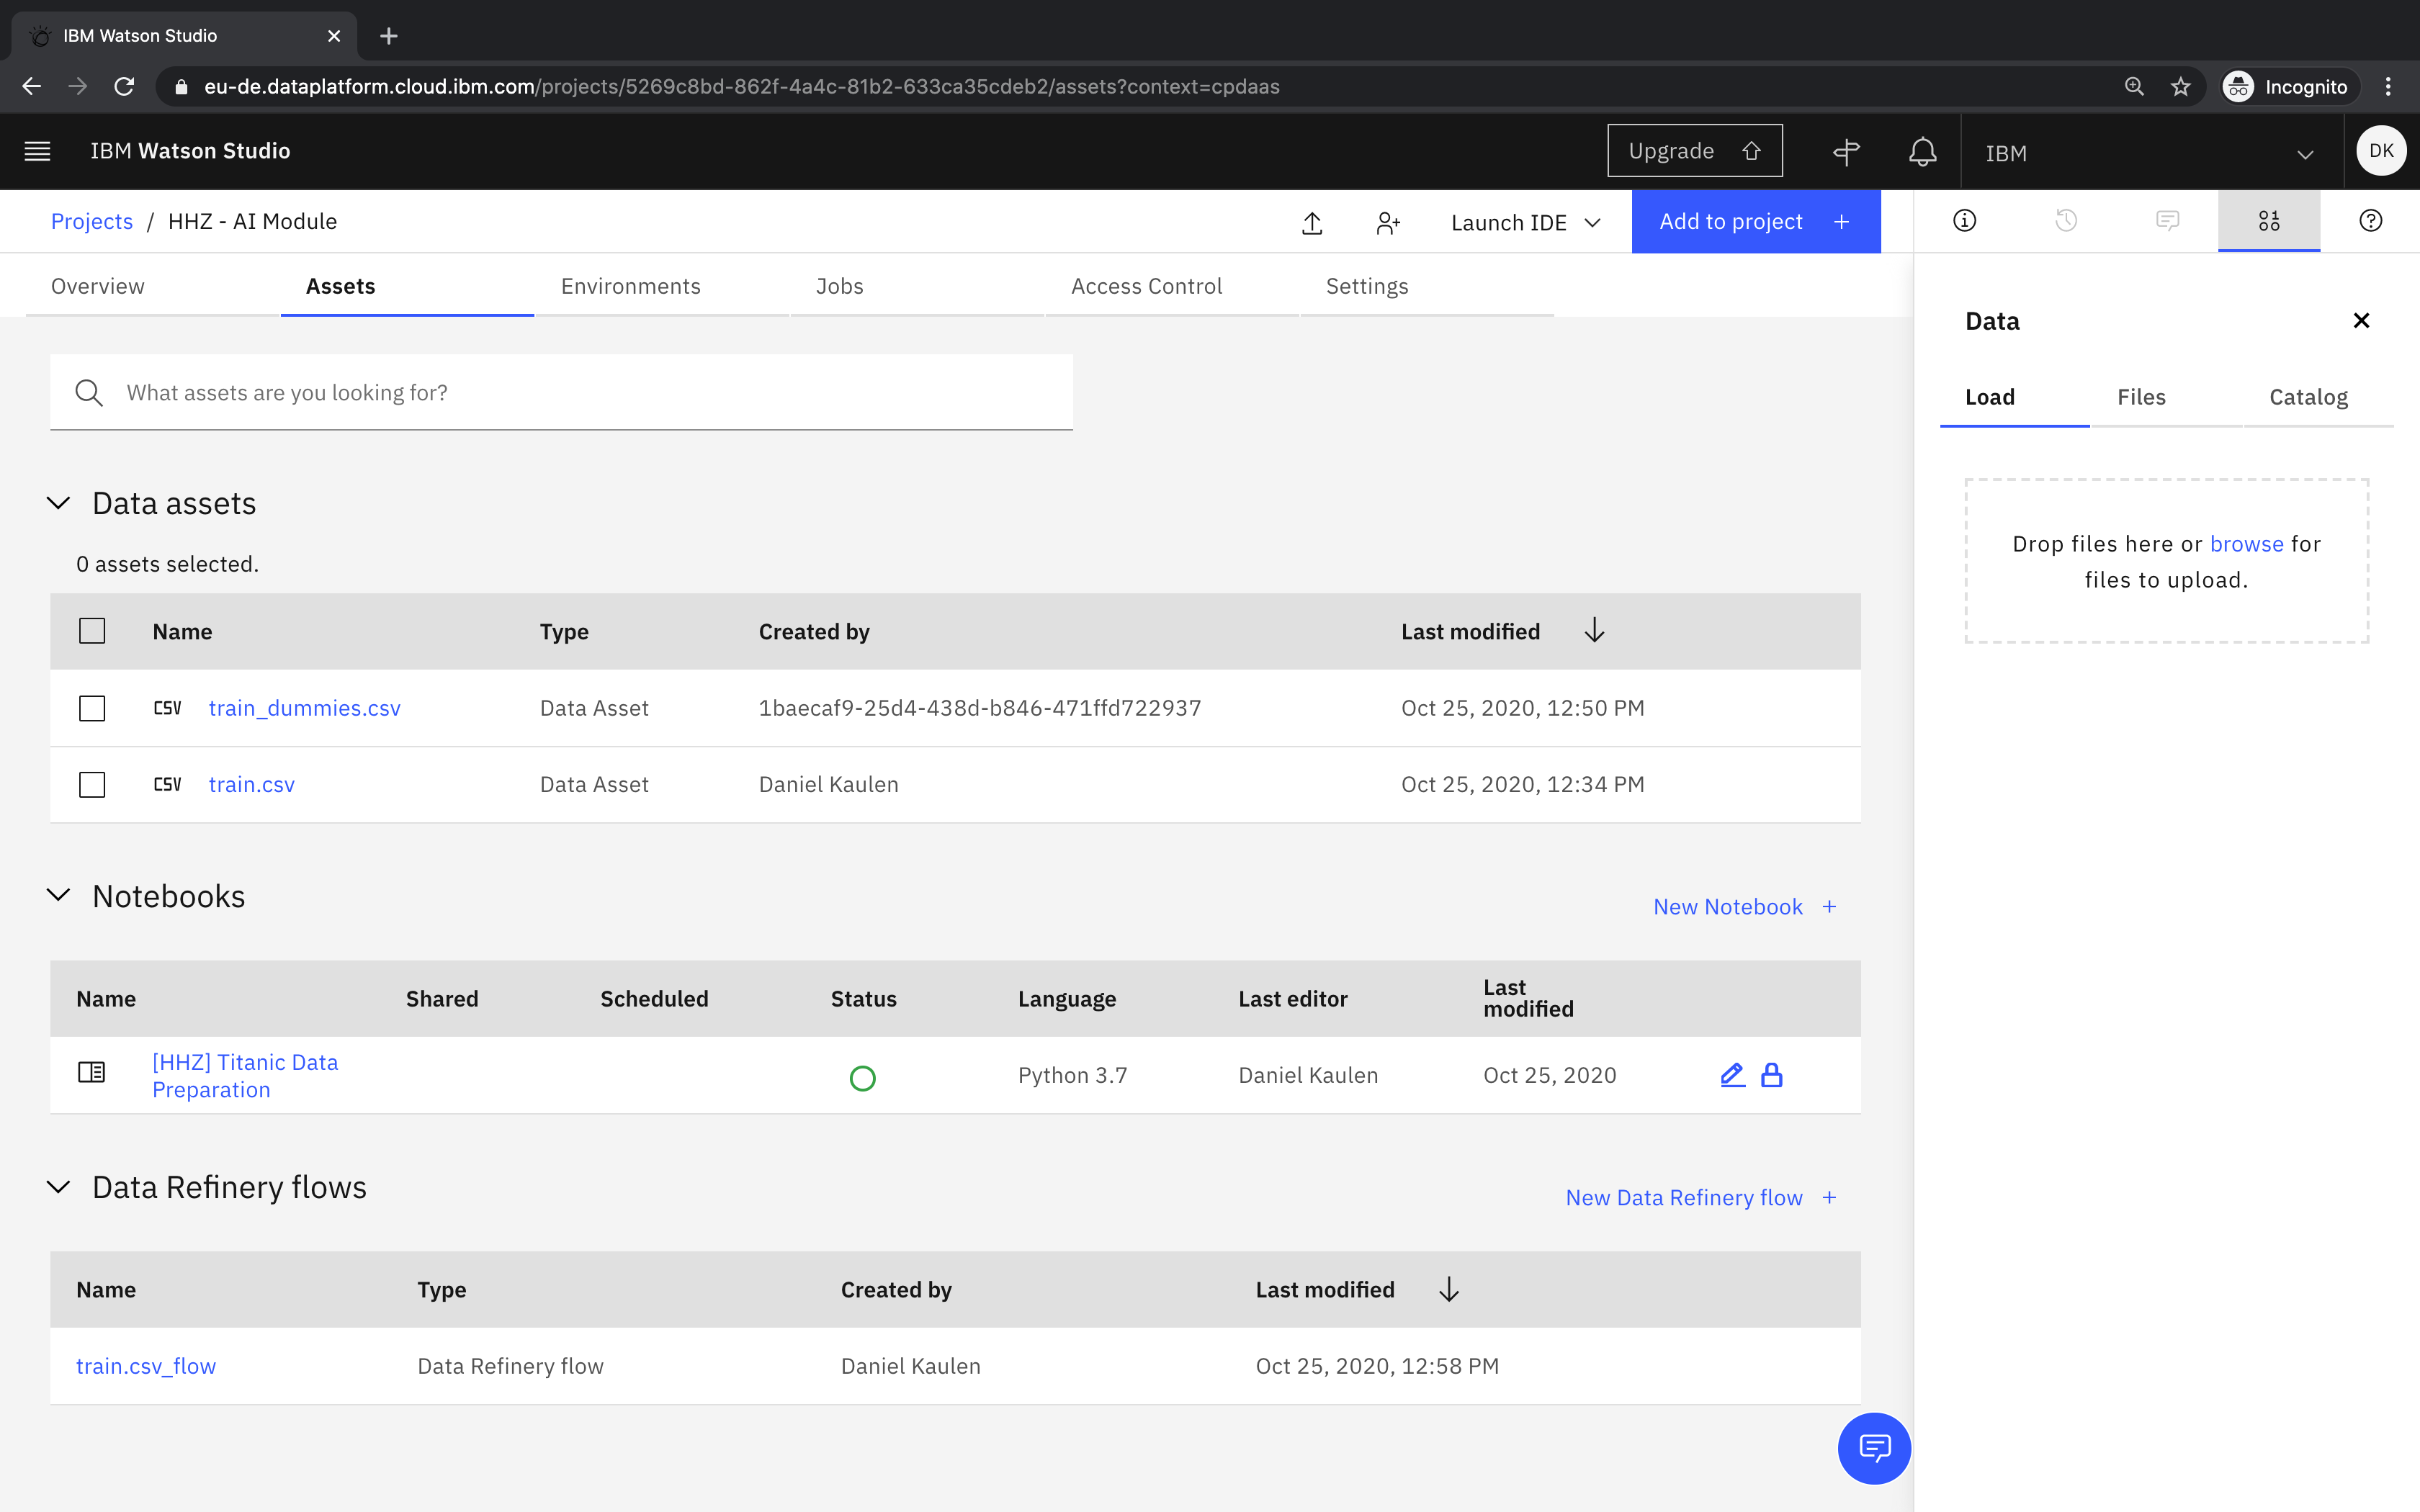 IBM Watson Studio
eu-de.dataplatform.cloud.ibm.com/projects/5269c8bd-862f-4a4c-81b2-633ca35cdeb2/assets?context=cpdaas
Incognito
IBM Watson Studio
Upgrade
IBM
DK
Projects / HHZ - AI Module
Launch IDE
Add to project +
Overview
Assets
Environments
Jobs
Access Control
Settings
What assets are you looking for?
Data assets
0 assets selected.
Name Type Created by Last modified
CSV train_dummies.csv Data Asset 1baecaf9-25d4-438d-b846-471ffd722937 Oct 25, 2020, 12:50 PM
CSV train.csv Data Asset Daniel Kaulen Oct 25, 2020, 12:34 PM
Notebooks
New Notebook +
Name Shared Scheduled Status Language Last editor Last modified
[HHZ] Titanic Data Preparation Python 3.7 Daniel Kaulen Oct 25, 2020
Data Refinery flows
New Data Refinery flow +
Name Type Created by Last modified
train.csv_flow Data Refinery flow Daniel Kaulen Oct 25, 2020, 12:58 PM
Data
Load Files Catalog
Drop files here or browse for
files to upload.